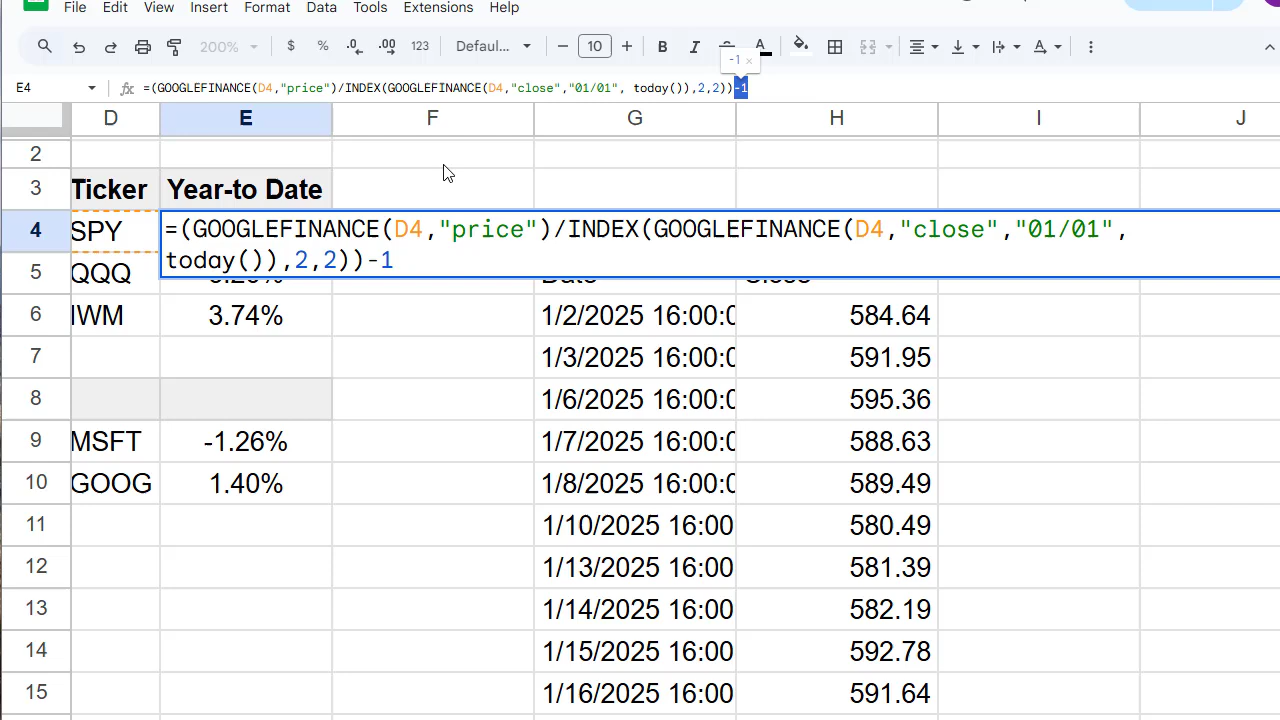 File Edit View Insert Format Data Tools Extensions Help
200% $ % .0 .00 123 Defaul... 10 B I A A
-1 ×
E4 fx =(GOOGLEFINANCE(D4,"price")/INDEX(GOOGLEFINANCE(D4,"close","01/01", today()),2,2))-1
D E F G H I J
2
3 Ticker Year-to Date
4 SPY =(GOOGLEFINANCE(D4,"price")/INDEX(GOOGLEFINANCE(D4,"close","01/01",
today()),2,2))-1
5 QQQ
6 IWM 3.74% 1/2/2025 16:00:0 584.64
7 1/3/2025 16:00:0 591.95
8 1/6/2025 16:00:0 595.36
9 MSFT -1.26% 1/7/2025 16:00:0 588.63
10 GOOG 1.40% 1/8/2025 16:00:0 589.49
11 1/10/2025 16:00 580.49
12 1/13/2025 16:00 581.39
13 1/14/2025 16:00 582.19
14 1/15/2025 16:00 592.78
15 1/16/2025 16:00 591.64